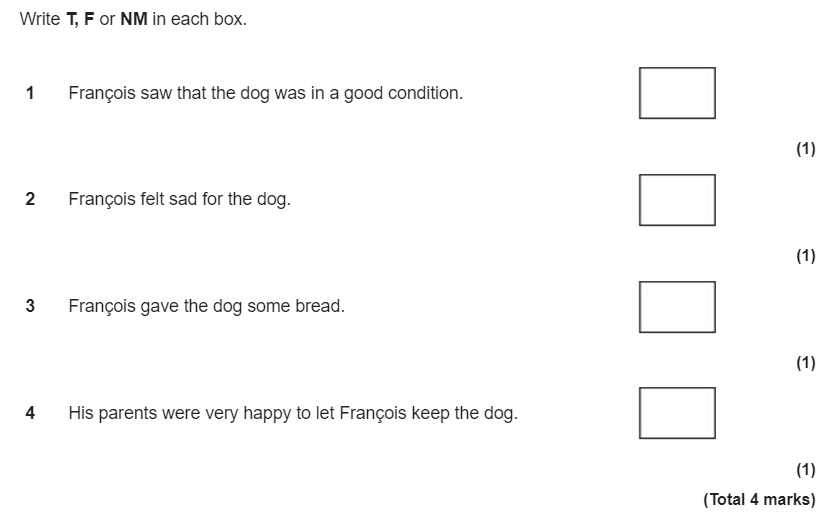 Write T, F or NM in each box.
1 François saw that the dog was in a good condition.
(1)
2 François felt sad for the dog.
(1)
3 François gave the dog some bread.
(1)
4 His parents were very happy to let François keep the dog.
(1)
(Total 4 marks)